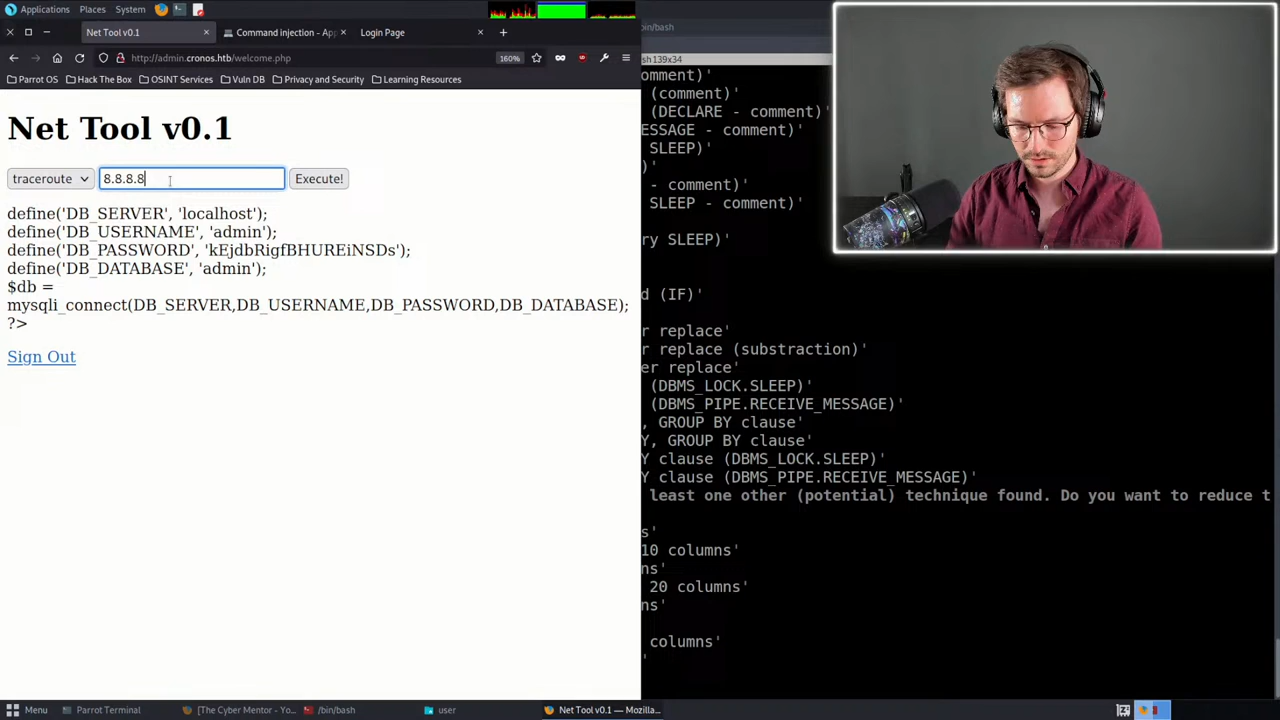 Applications Places System
Net Tool v0.1
Command injection - App
Login Page
/bin/bash
http://admin.cronos.htb/welcome.php
160%
sh 139x34
Parrot OS Hack The Box OSINT Services Vuln DB Privacy and Security Learning Resources
Net Tool v0.1
traceroute 8.8.8.8 Execute!
define('DB_SERVER', 'localhost');
define('DB_USERNAME', 'admin');
define('DB_PASSWORD', 'kEjdbRigfBHUREiNSDs');
define('DB_DATABASE', 'admin');
$db =
mysqli_connect(DB_SERVER,DB_USERNAME,DB_PASSWORD,DB_DATABASE);
?>
Sign Out
omment)'
(comment)'
(DECLARE - comment)'
ESSAGE - comment)'
SLEEP)'
)'
- comment)'
SLEEP - comment)'
ry SLEEP)'
d (IF)'
r replace'
r replace (substraction)'
er replace'
(DBMS_LOCK.SLEEP)'
(DBMS_PIPE.RECEIVE_MESSAGE)'
, GROUP BY clause'
Y, GROUP BY clause'
Y clause (DBMS_LOCK.SLEEP)'
Y clause (DBMS_PIPE.RECEIVE_MESSAGE)'
least one other (potential) technique found. Do you want to reduce t
s'
10 columns'
ns'
20 columns'
ns'
columns'
'
Menu Parrot Terminal [The Cyber Mentor - Yo... /bin/bash user Net Tool v0.1 — Mozilla...